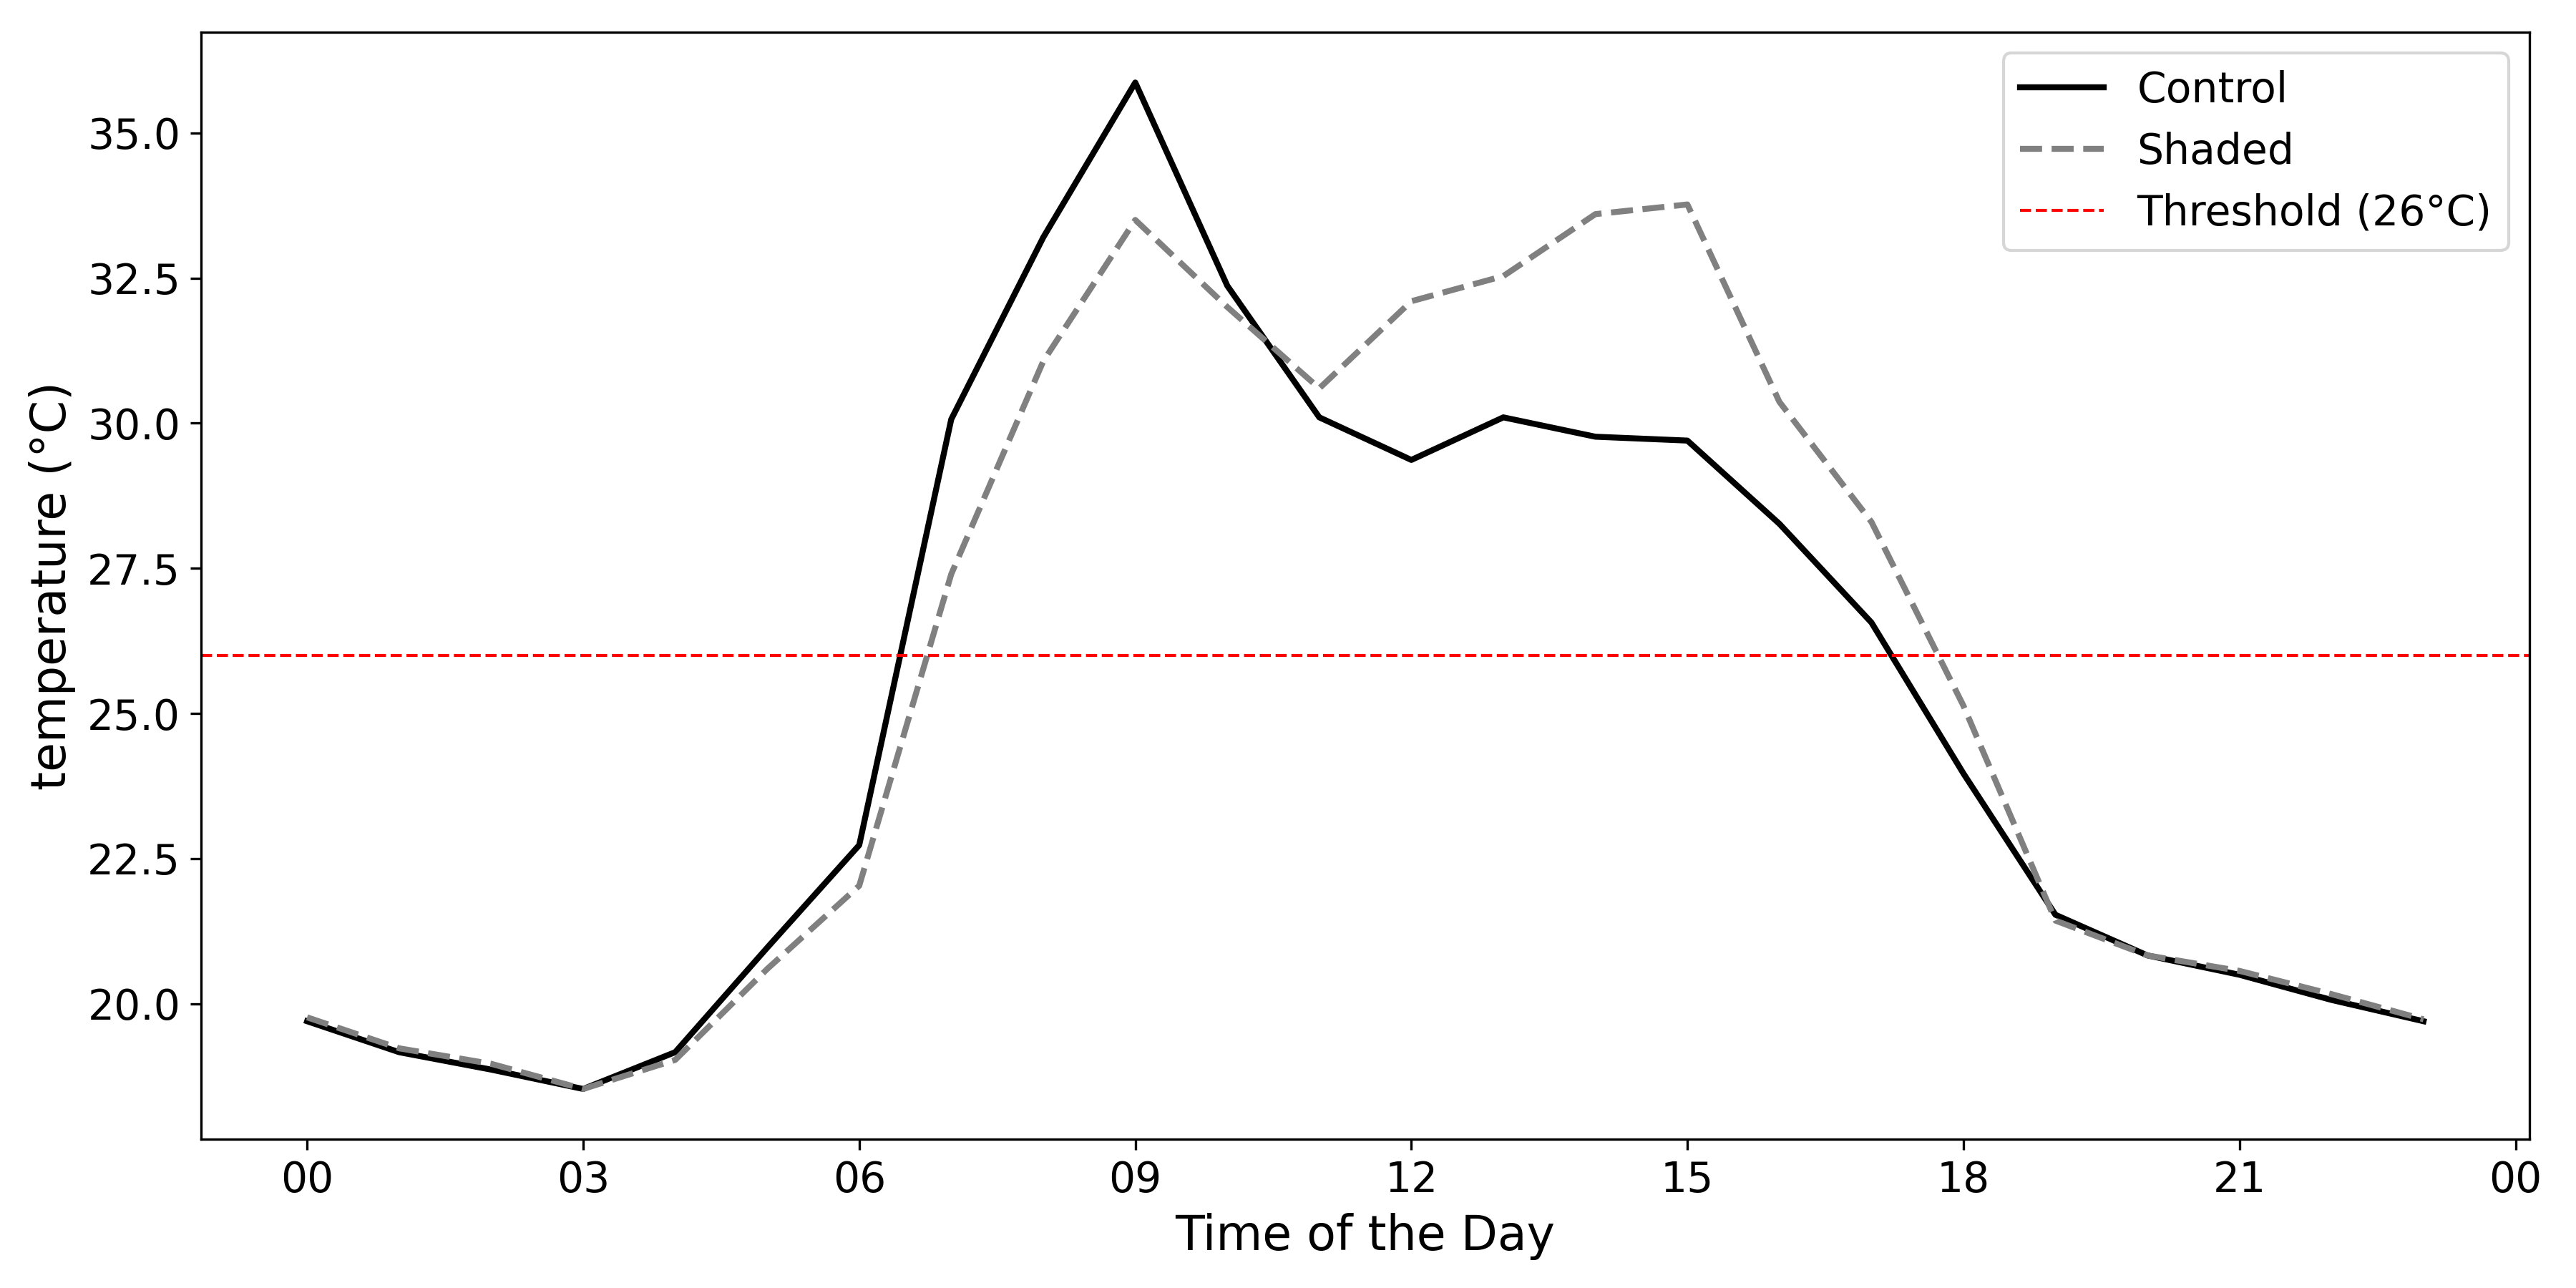 Control
Shaded
Threshold (26°C)
temperature (°C)
35.0
32.5
30.0
27.5
25.0
22.5
20.0
00 03 06 09 12 15 18 21 00
Time of the Day